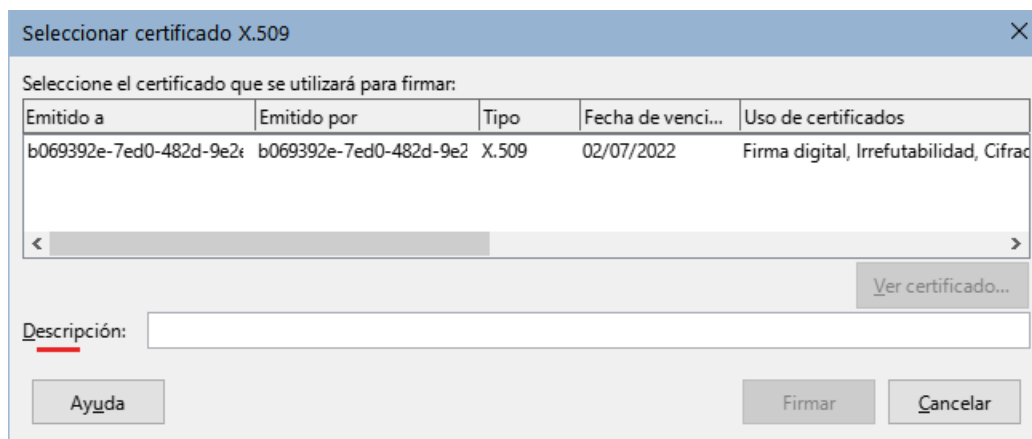 Seleccionar certificado X.509
Seleccione el certificado que se utilizará para firmar:
Emitido a Emitido por Tipo Fecha de venci... Uso de certificados
b069392e-7ed0-482d-9e2e b069392e-7ed0-482d-9e2 X.509 02/07/2022 Firma digital, Irrefutabilidad, Cifrad
Ver certificado...
Descripción:
Ayuda Firmar Cancelar